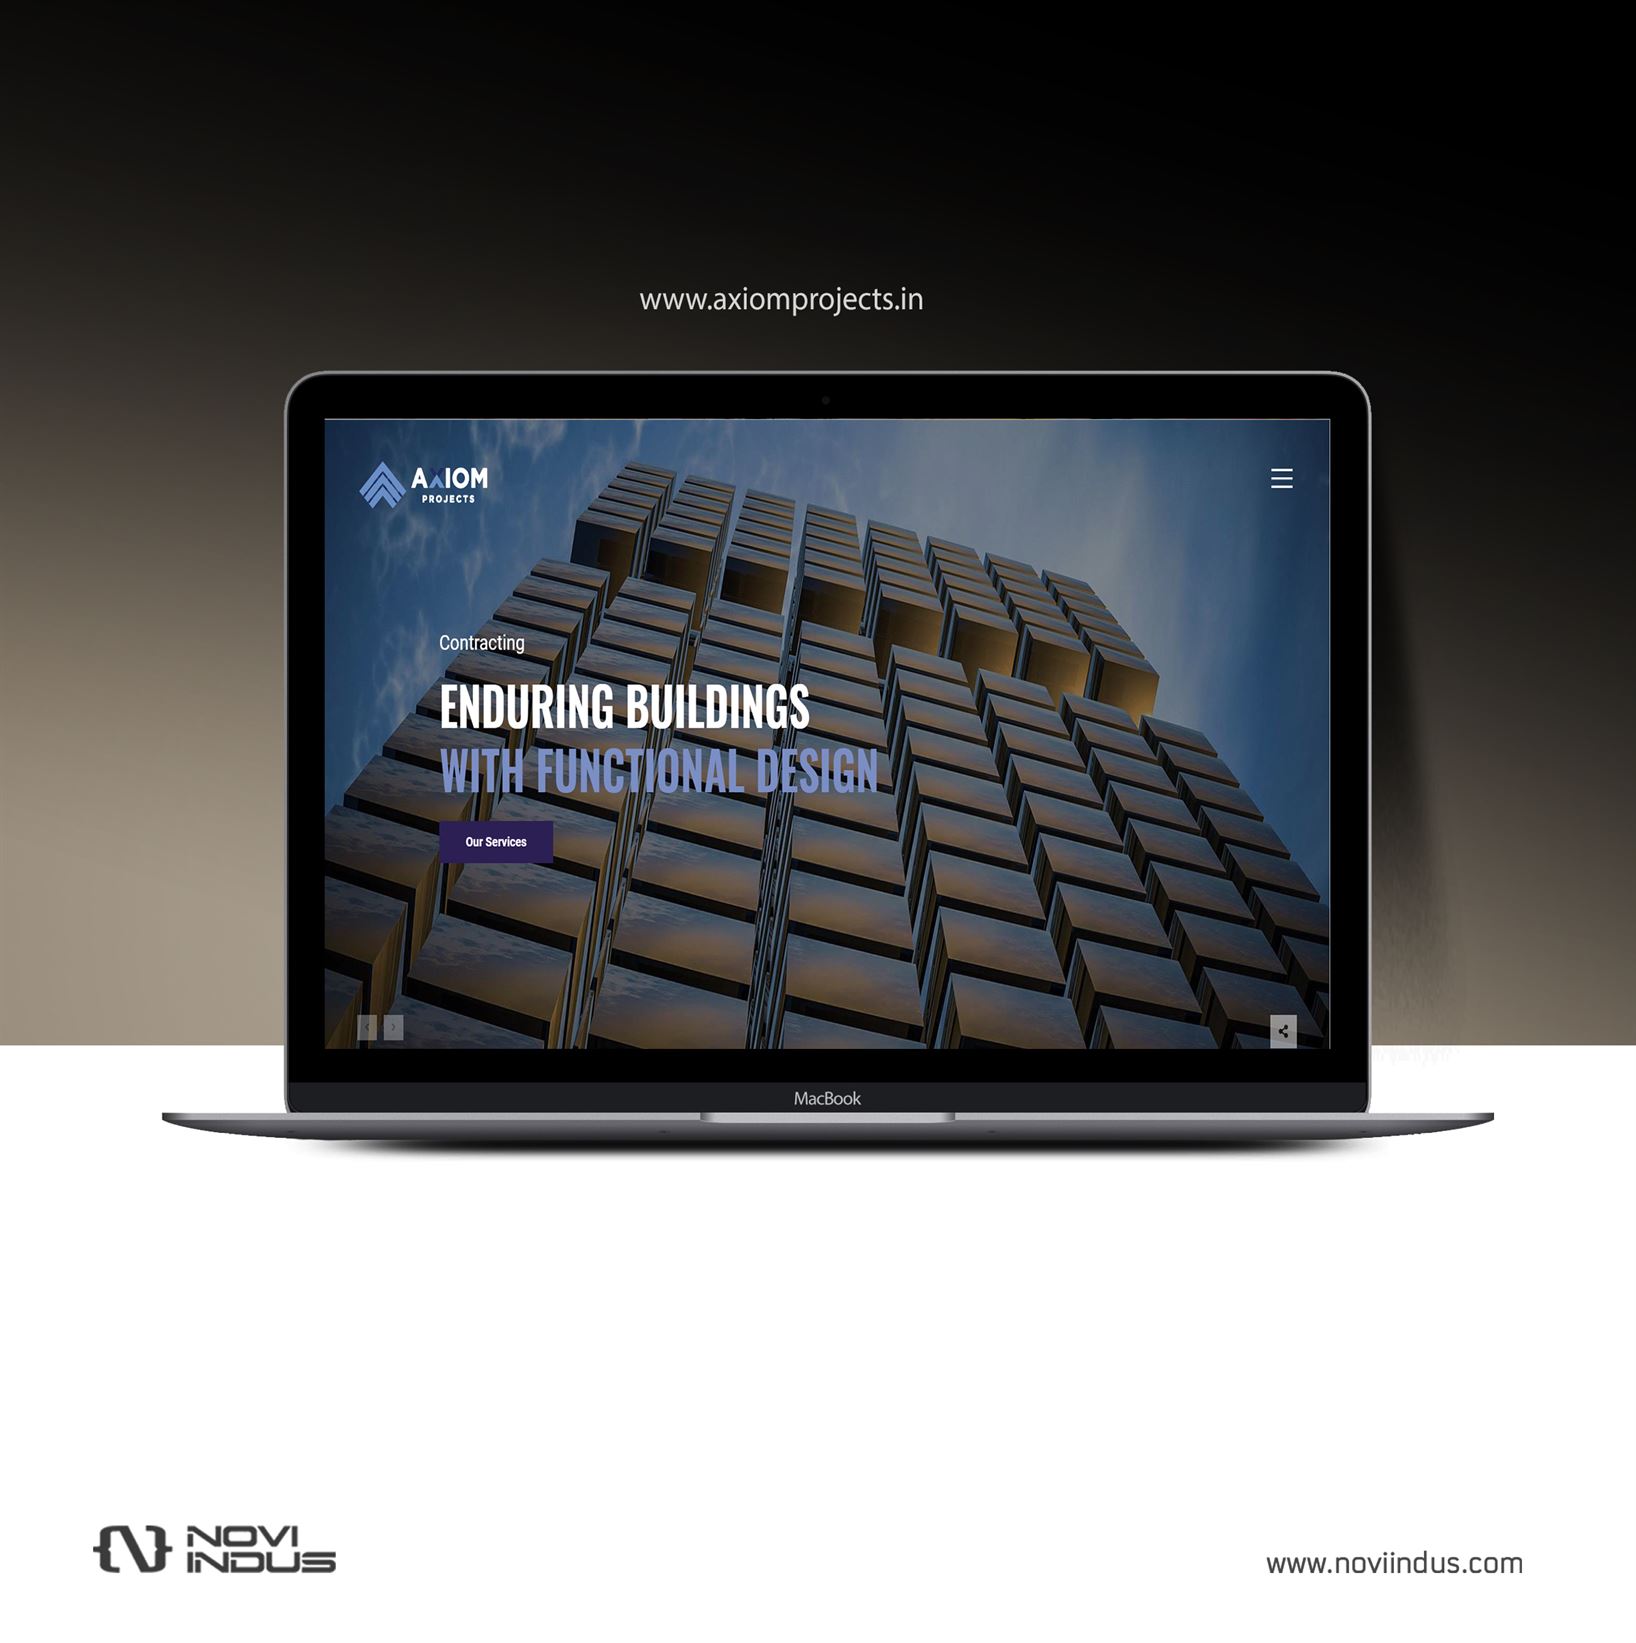 www.axiomprojects.in
AXIOM
PROJECTS
Contracting
ENDURING BUILDINGS
WITH FUNCTIONAL DESIGN
Our Services
MacBook
NOVI
INDUS
www.noviindus.com